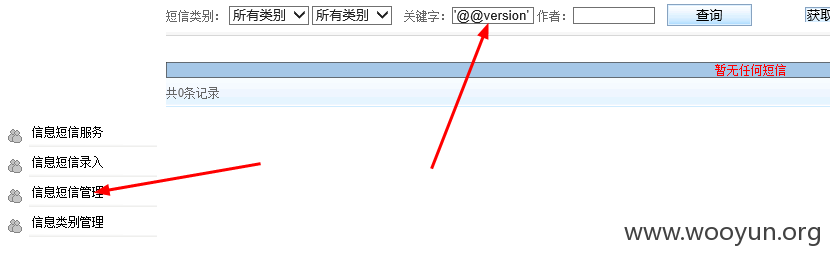 短信类别： 所有类别 所有类别 关键字： '@@version' 作者： 查询 获取
暂无任何短信
共0条记录
信息短信服务
信息短信录入
信息短信管理
信息类别管理
www.wooyun.org